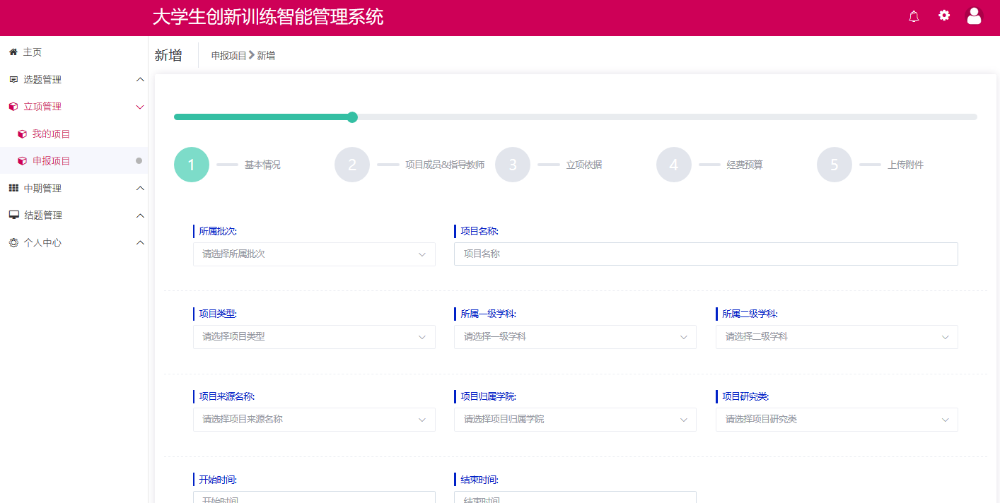 大学生创新训练智能管理系统
主页
选题管理
立项管理
我的项目
申报项目
中期管理
结题管理
个人中心
新增
申报项目 新增
1 基本情况 2 项目成员&指导教师 3 立项依据 4 经费预算 5 上传附件
所属批次: 项目名称:
请选择所属批次 项目名称
项目类型: 所属一级学科: 所属二级学科:
请选择项目类型 请选择一级学科 请选择二级学科
项目来源名称: 项目归属学院: 项目研究类:
请选择项目来源名称 请选择项目归属学院 请选择项目研究类
开始时间: 结束时间:
开始时间 结束时间